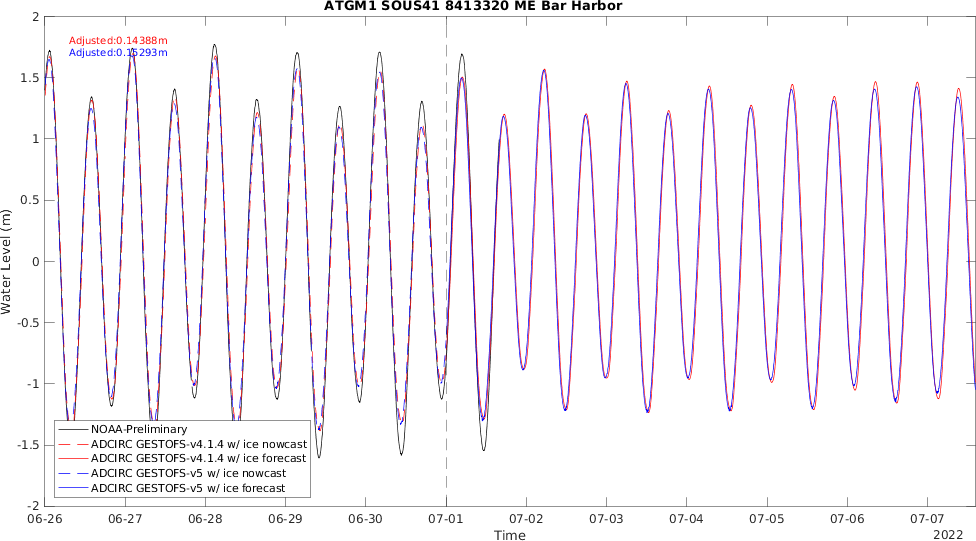 ATGM1 SOUS41 8413320 ME Bar Harbor
Adjusted:0.14388m
Adjusted:0.15293m
Water Level (m)
2
1.5
1
0.5
0
-0.5
-1
-1.5
-2
NOAA-Preliminary
ADCIRC GESTOFS-v4.1.4 w/ ice nowcast
ADCIRC GESTOFS-v4.1.4 w/ ice forecast
ADCIRC GESTOFS-v5 w/ ice nowcast
ADCIRC GESTOFS-v5 w/ ice forecast
06-26 06-27 06-28 06-29 06-30 07-01 07-02 07-03 07-04 07-05 07-06 07-07
2022
Time